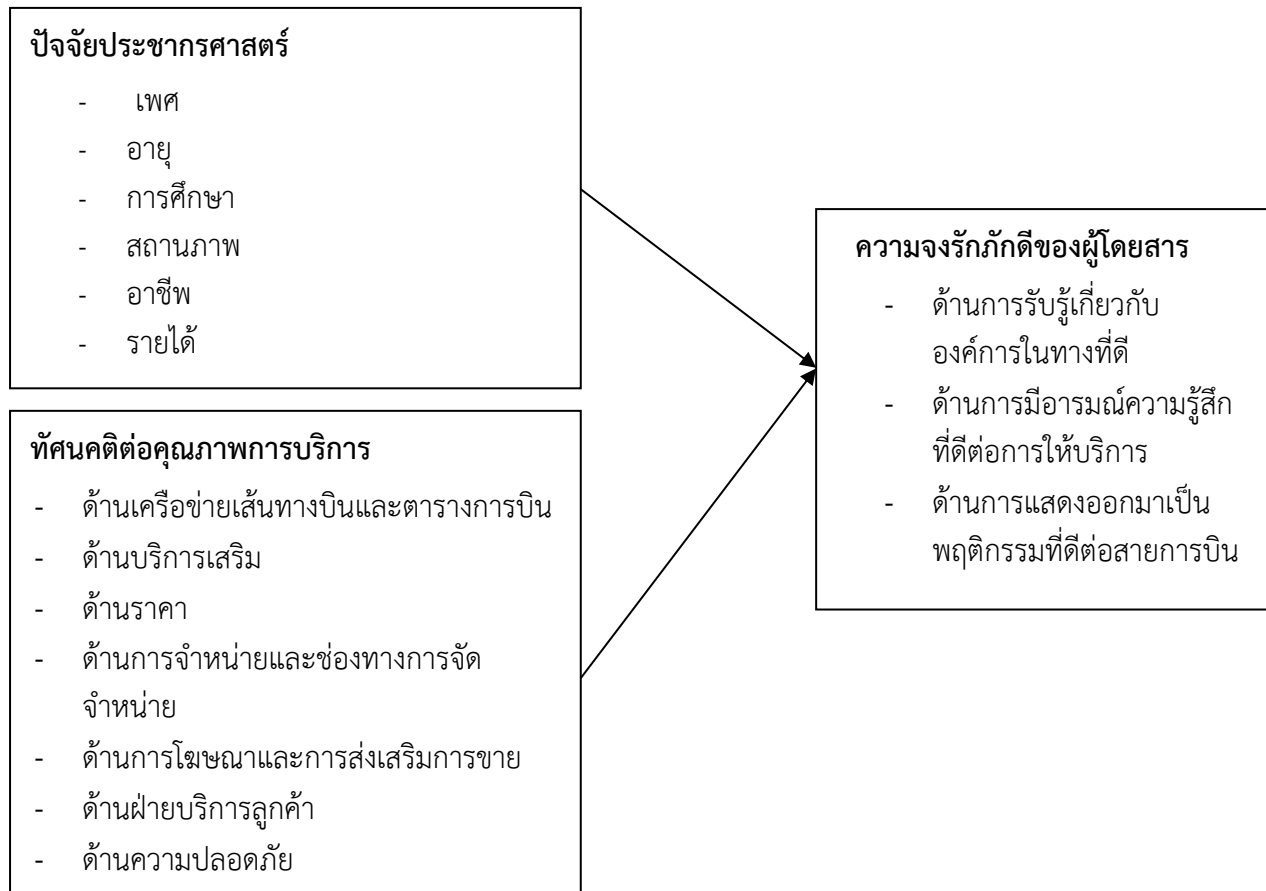 ปัจจัยประชากรศาสตร์
- เพศ
- อายุ
- การศึกษา
- สถานภาพ
- อาชีพ
- รายได้
ทัศนคติต่อคุณภาพการบริการ
- ด้านเครือข่ายเส้นทางบินและตารางการบิน
- ด้านบริการเสริม
- ด้านราคา
- ด้านการจำหน่ายและช่องทางการจัด
จำหน่าย
- ด้านการโฆษณาและการส่งเสริมการขาย
- ด้านฝ่ายบริการลูกค้า
- ด้านความปลอดภัย
ความจงรักภักดีของผู้โดยสาร
- ด้านการรับรู้เกี่ยวกับ
องค์การในทางที่ดี
- ด้านการมีอารมณ์ความรู้สึก
ที่ดีต่อการให้บริการ
- ด้านการแสดงออกมาเป็น
พฤติกรรมที่ดีต่อสายการบิน